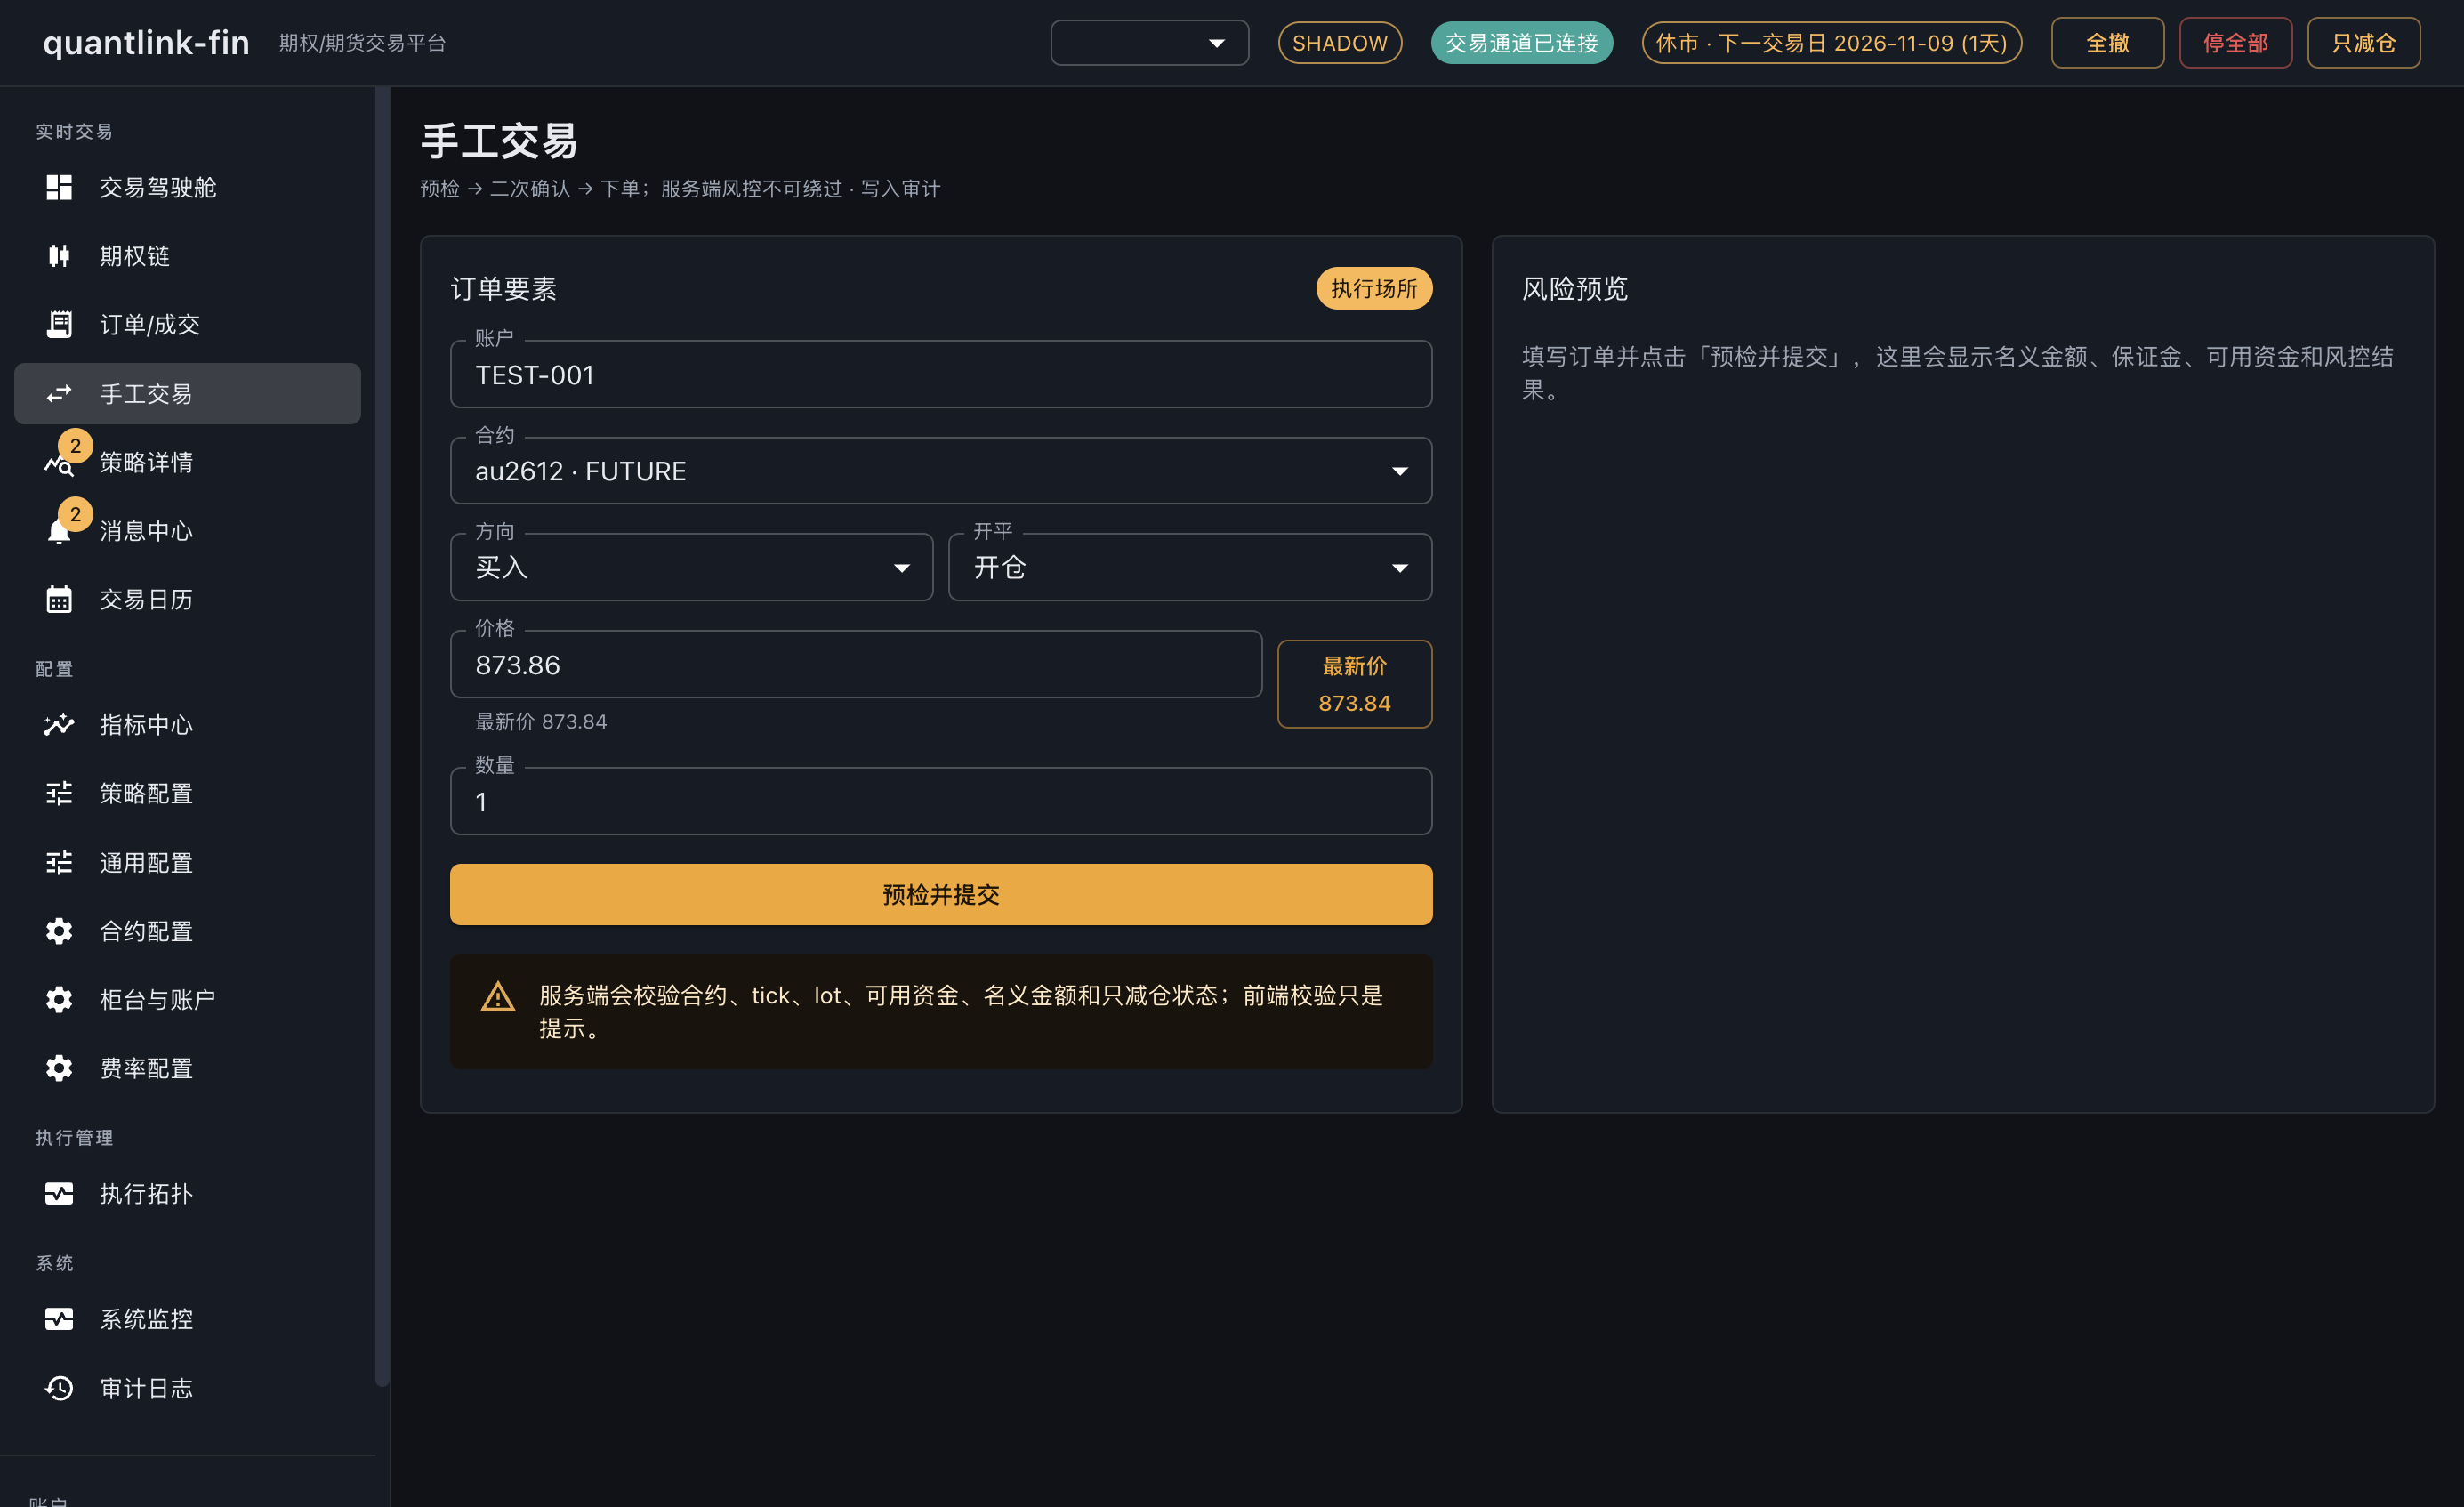 quantlink-fin 期权/期货交易平台
SHADOW
交易通道已连接
休市 · 下一交易日 2026-11-09 (1天)
全撤
停全部
只减仓
实时交易
交易驾驶舱
期权链
订单/成交
手工交易
2
策略详情
2
消息中心
交易日历
配置
指标中心
策略配置
通用配置
合约配置
柜台与账户
费率配置
执行管理
执行拓扑
系统
系统监控
审计日志
账户
手工交易
预检 → 二次确认 → 下单；服务端风控不可绕过 · 写入审计
订单要素
执行场所
账户
TEST-001
合约
au2612 · FUTURE
方向
买入
开平
开仓
价格
873.86
最新价 873.84
最新价
873.84
数量
1
预检并提交
服务端会校验合约、tick、lot、可用资金、名义金额和只减仓状态；前端校验只是
提示。
风险预览
填写订单并点击「预检并提交」，这里会显示名义金额、保证金、可用资金和风控结
果。